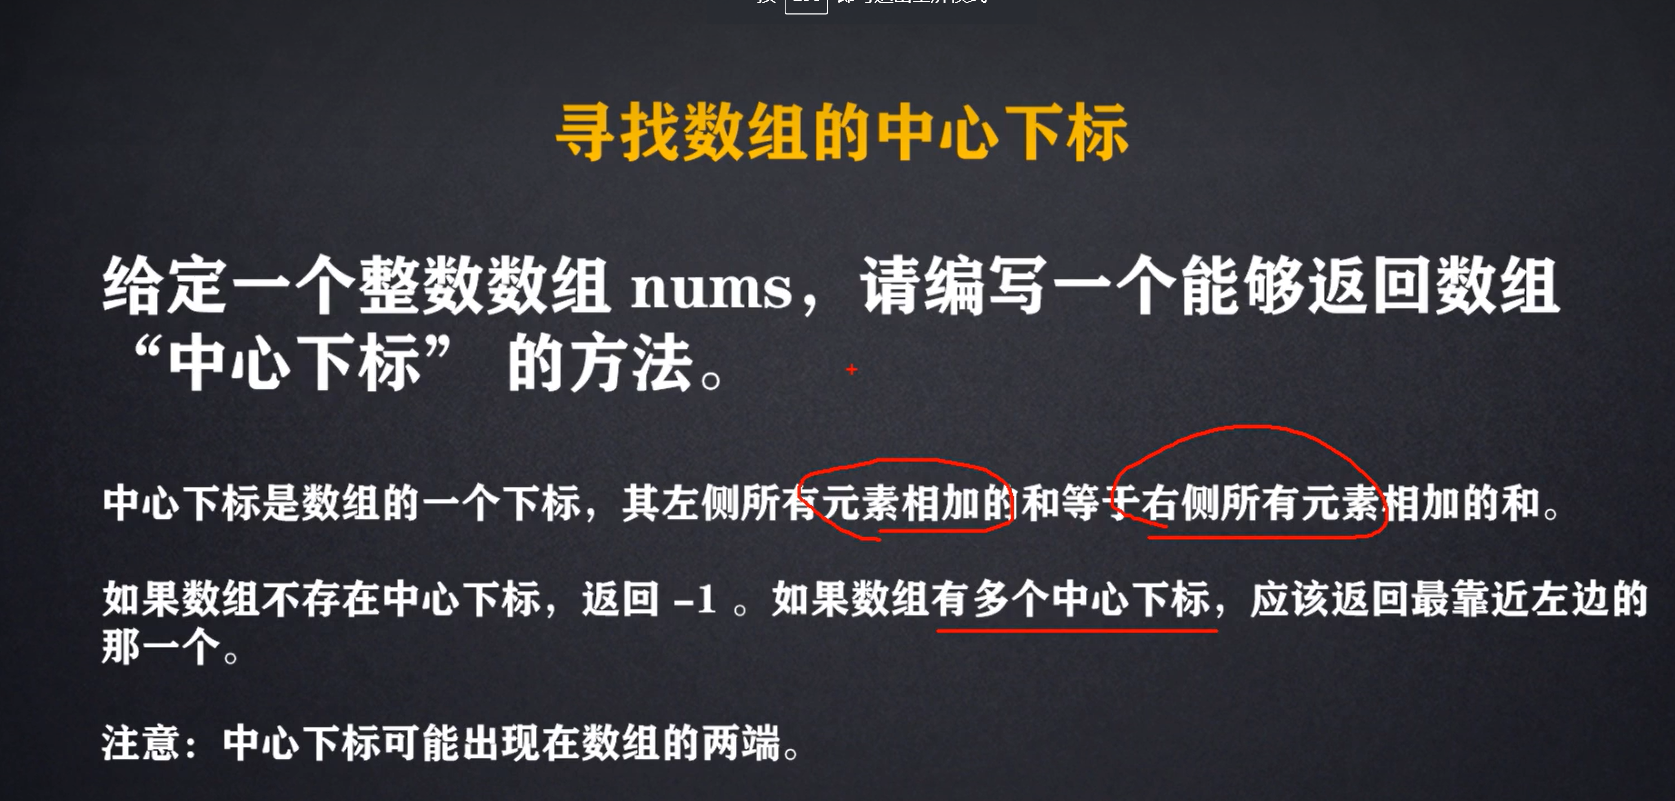 寻找数组的中心下标
给定一个整数数组 nums，请编写一个能够返回数组
“中心下标” 的方法。
中心下标是数组的一个下标，其左侧所有元素相加的和等于右侧所有元素相加的和。
如果数组不存在中心下标，返回 -1 。如果数组有多个中心下标，应该返回最靠近左边的
那一个。
注意：中心下标可能出现在数组的两端。